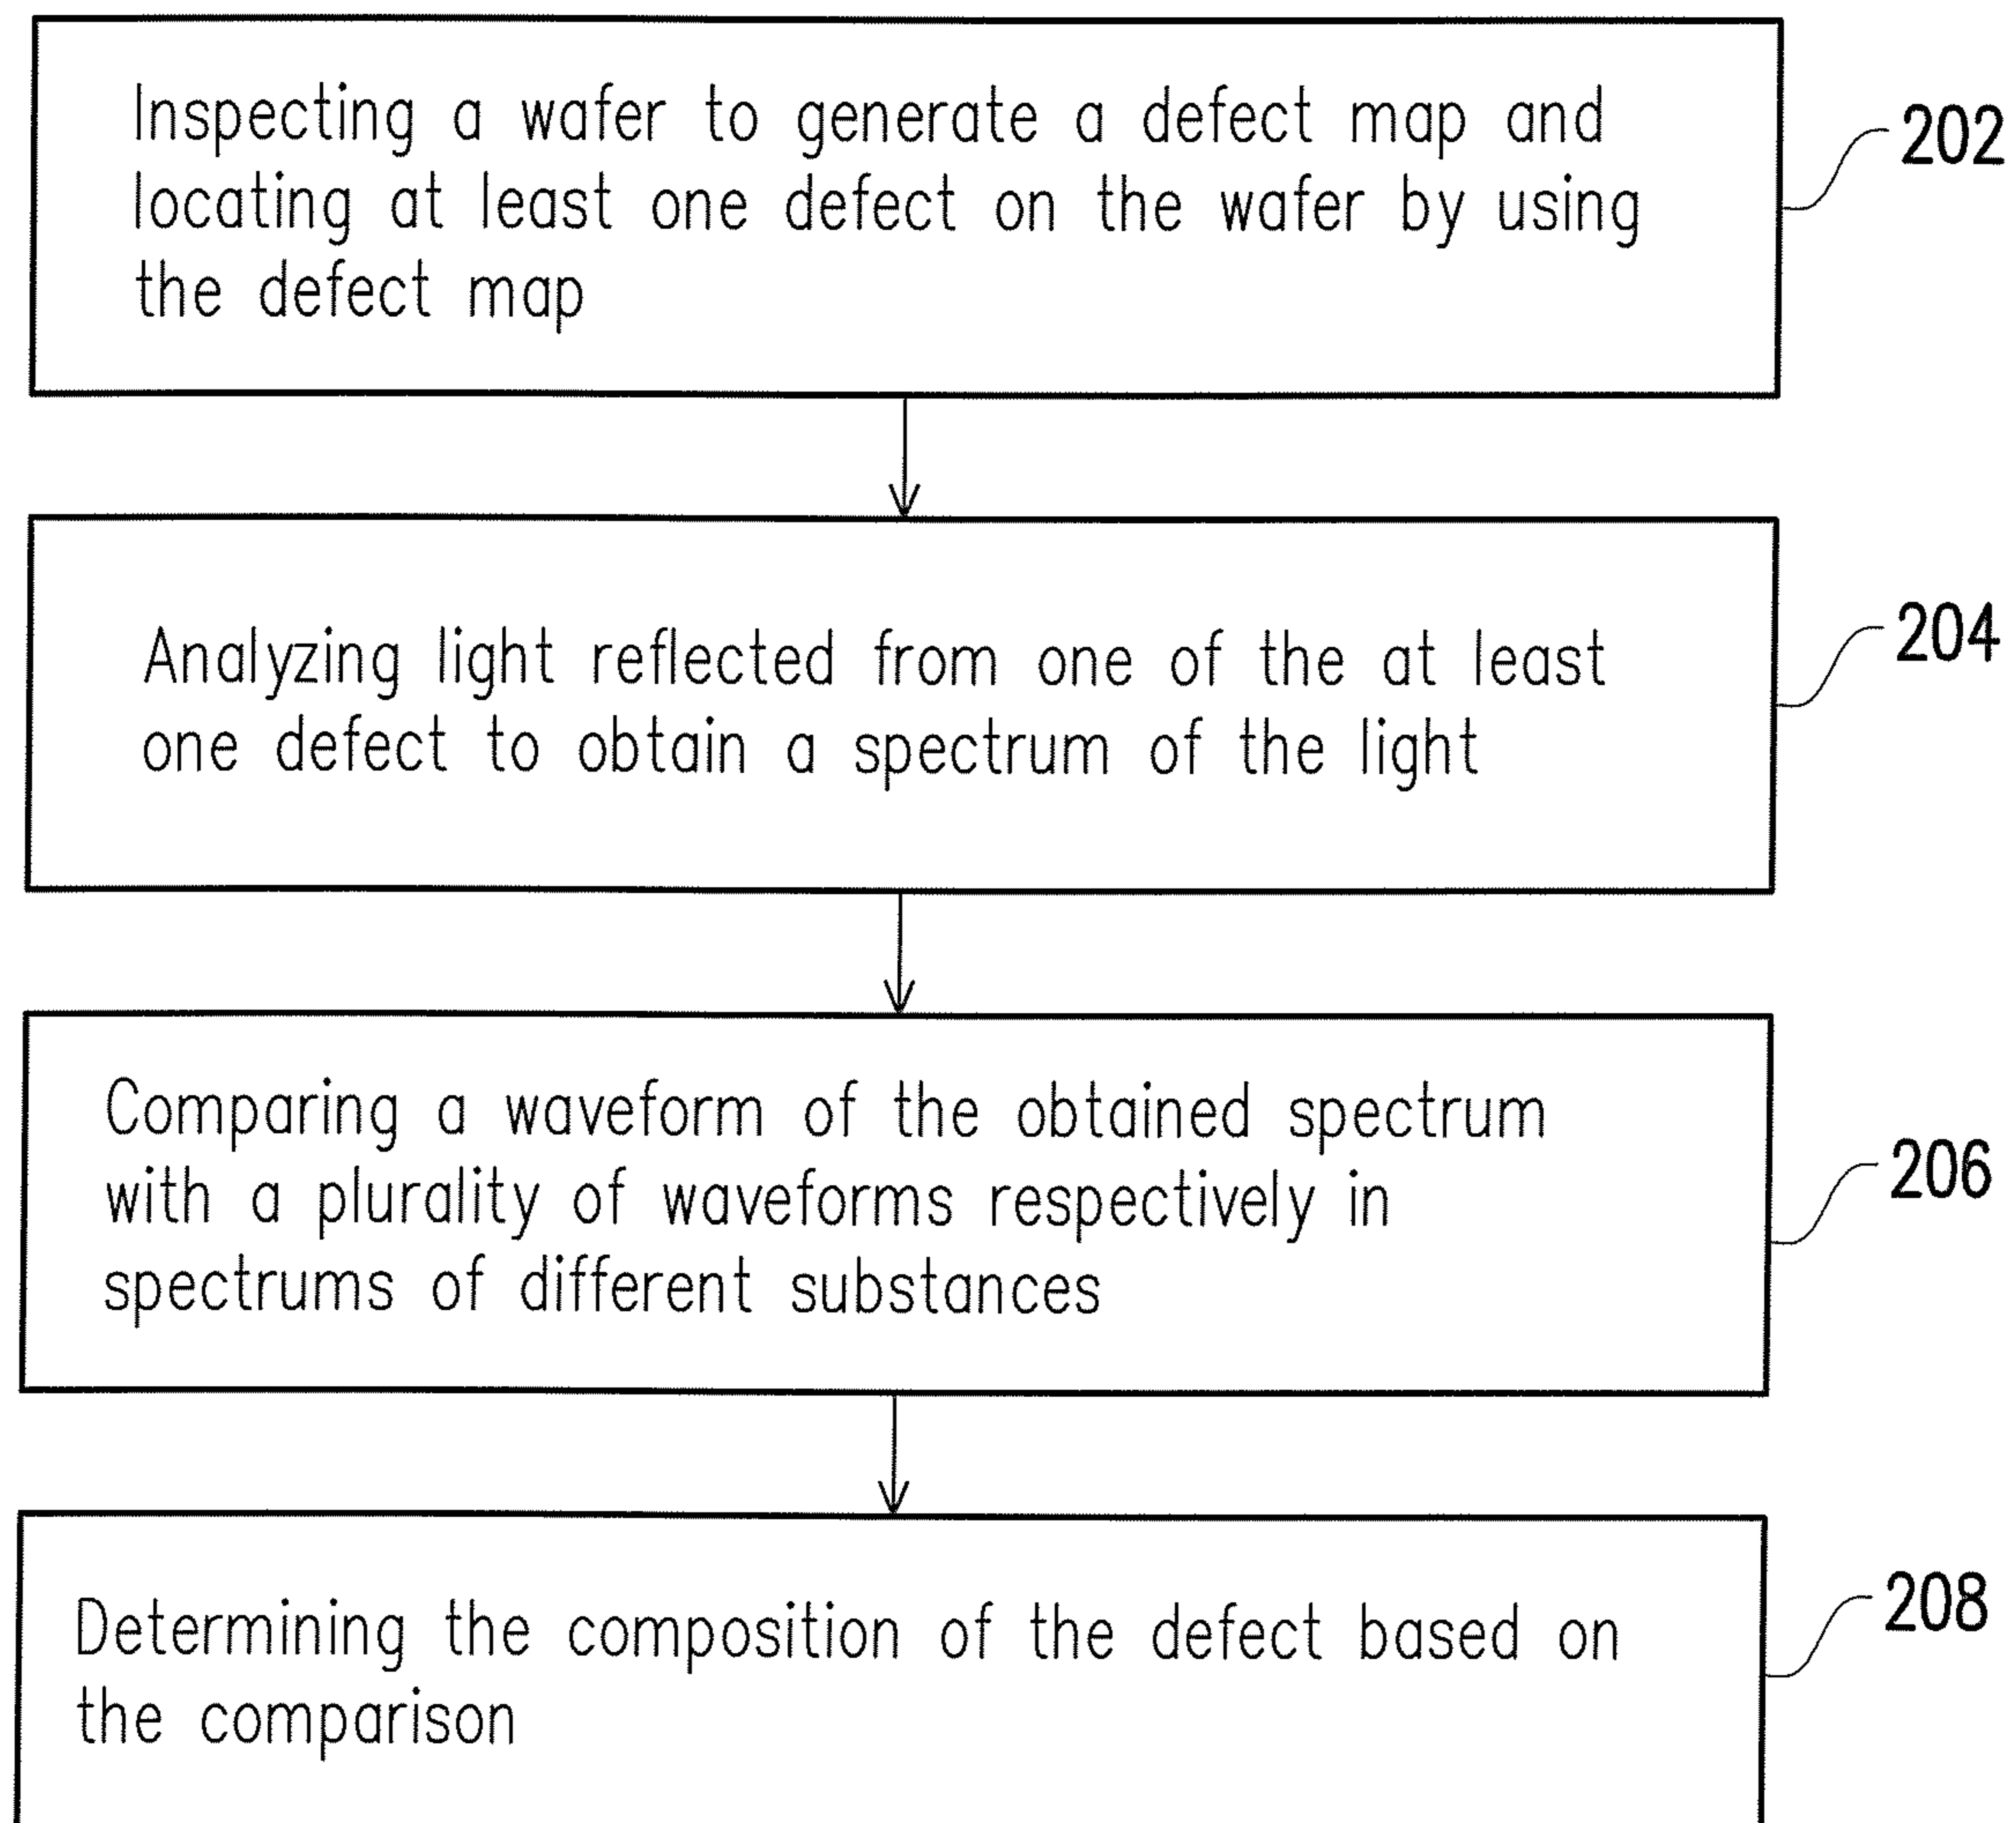 Inspecting a wafer to generate a defect map and
locating at least one defect on the wafer by using
the defect map
202
Analyzing light reflected from one of the at least
one defect to obtain a spectrum of the light
204
Comparing a waveform of the obtained spectrum
with a plurality of waveforms respectively in
spectrums of different substances
206
Determining the composition of the defect based on
the comparison
208